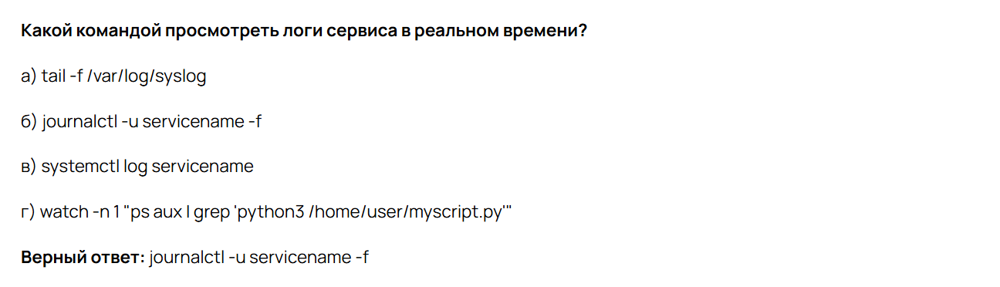 Какой командой просмотреть логи сервиса в реальном времени?
а) tail -f /var/log/syslog
б) journalctl -u servicename -f
в) systemctl log servicename
г) watch -n 1 "ps aux | grep 'python3 /home/user/myscript.py'"
Верный ответ: journalctl -u servicename -f